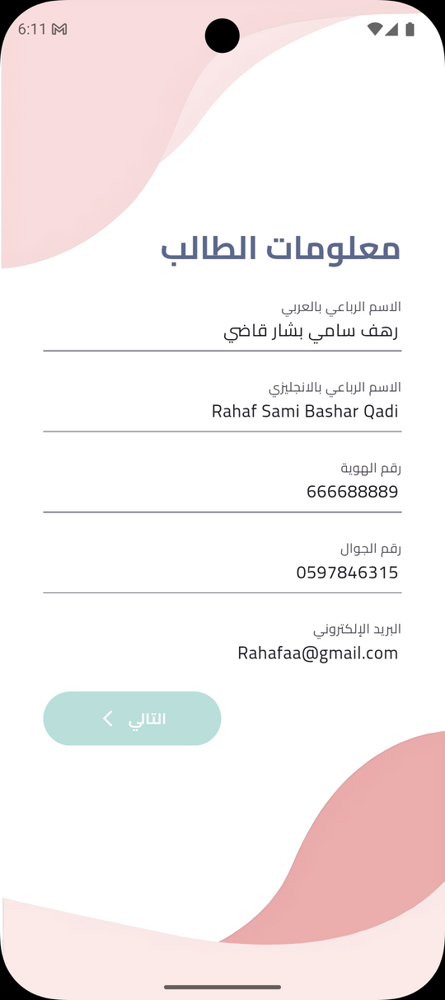 6:11
معلومات الطالب
الاسم الرباعي بالعربي
رهف سامي بشار قاضي
الاسم الرباعي بالانجليزي
Rahaf Sami Bashar Qadi
رقم الهوية
666688889
رقم الجوال
0597846315
البريد الإلكتروني
Rahafaa@gmail.com
التالي